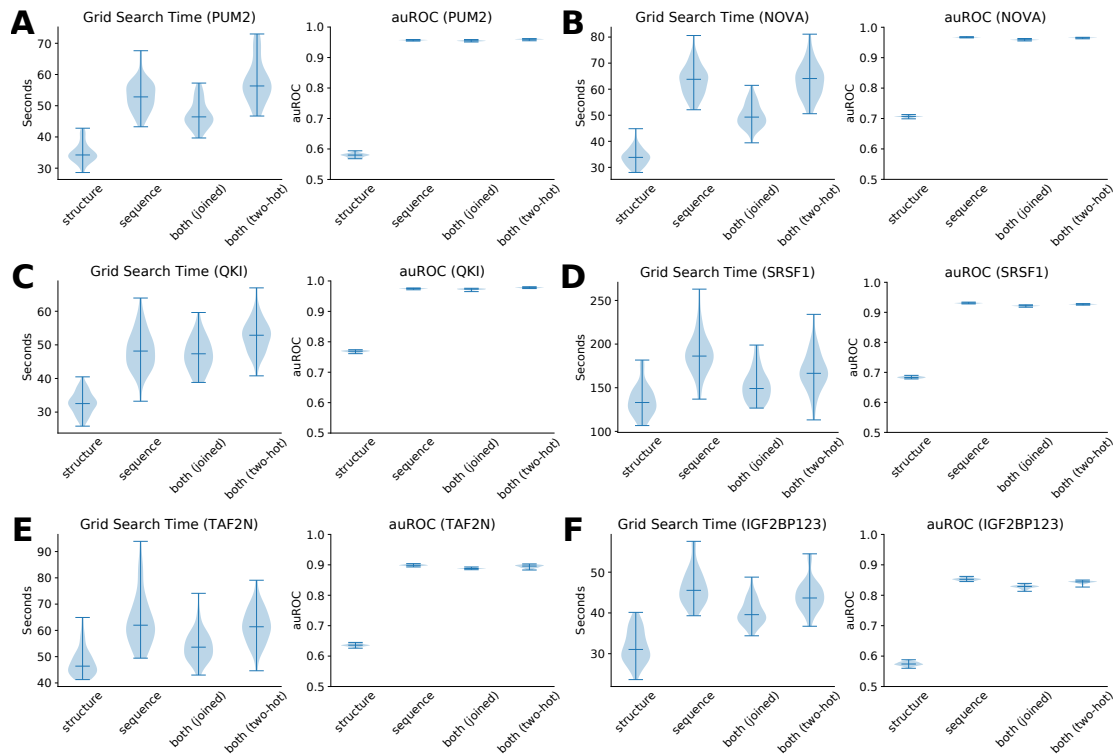 A
Grid Search Time (PUM2)
Seconds
70
60
50
40
30
structure
sequence
both (joined)
both (two-hot)
auROC (PUM2)
auROC
1.0
0.9
0.8
0.7
0.6
0.5
structure
sequence
both (joined)
both (two-hot)
B
Grid Search Time (NOVA)
Seconds
80
70
60
50
40
30
structure
sequence
both (joined)
both (two-hot)
auROC (NOVA)
auROC
1.0
0.9
0.8
0.7
0.6
0.5
structure
sequence
both (joined)
both (two-hot)
C
Grid Search Time (QKI)
Seconds
60
50
40
30
structure
sequence
both (joined)
both (two-hot)
auROC (QKI)
auROC
1.0
0.9
0.8
0.7
0.6
0.5
structure
sequence
both (joined)
both (two-hot)
D
Grid Search Time (SRSF1)
Seconds
250
200
150
100
structure
sequence
both (joined)
both (two-hot)
auROC (SRSF1)
auROC
1.0
0.9
0.8
0.7
0.6
0.5
structure
sequence
both (joined)
both (two-hot)
E
Grid Search Time (TAF2N)
Seconds
90
80
70
60
50
40
structure
sequence
both (joined)
both (two-hot)
auROC (TAF2N)
auROC
1.0
0.9
0.8
0.7
0.6
0.5
structure
sequence
both (joined)
both (two-hot)
F
Grid Search Time (IGF2BP123)
Seconds
50
40
30
structure
sequence
both (joined)
both (two-hot)
auROC (IGF2BP123)
auROC
1.0
0.9
0.8
0.7
0.6
0.5
structure
sequence
both (joined)
both (two-hot)